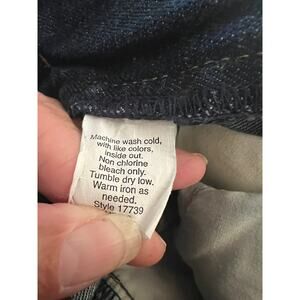 Machine wash cold,
with like colors,
inside out.
Non chlorine
bleach only.
Tumble dry low.
Warm iron as
needed.
Style 17739